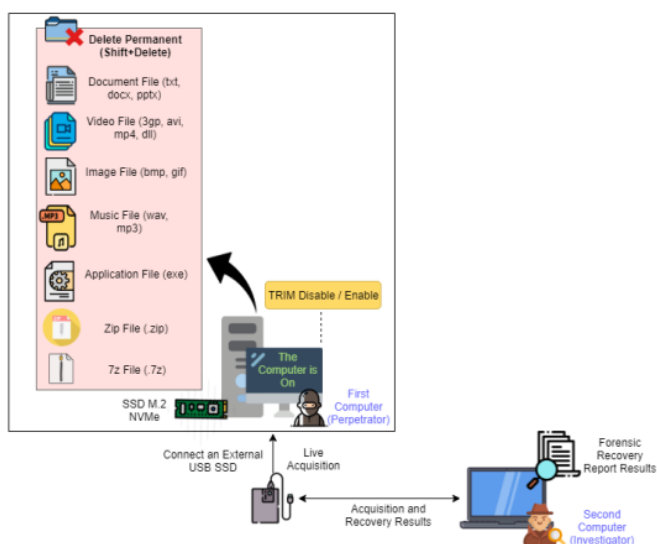 Delete Permanent
(Shift+Delete)
Document File (txt,
docx, pptx)
Video File (3gp, avi,
mp4, dll)
Image File (bmp, gif)
.MP3
Music File (wav,
mp3)
Application File (exe)
Zip File (.zip)
7z File (.7z)
TRIM Disable / Enable
The
Computer is
On
SSD M.2
NVMe
First
Computer
(Perpetrator)
Connect an External
USB SSD
Live
Acquisition
Forensic
Recovery
Report Results
Acquisition and
Recovery Results
Second
Computer
(Investigator)